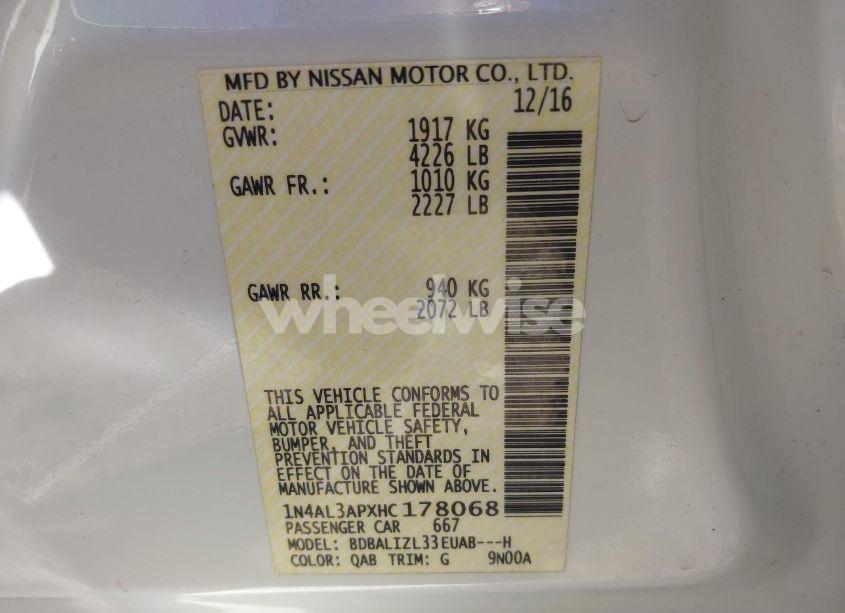 MFD BY NISSAN MOTOR CO., LTD.
DATE: 12/16
GVWR: 1917 KG
4226 LB
GAWR FR.: 1010 KG
2227 LB
GAWR RR.: 940 KG
2072 LB
wheelwise
THIS VEHICLE CONFORMS TO
ALL APPLICABLE FEDERAL
MOTOR VEHICLE SAFETY,
BUMPER, AND THEFT
PREVENTION STANDARDS IN
EFFECT ON THE DATE OF
MANUFACTURE SHOWN ABOVE.
1N4AL3APXHC178068
PASSENGER CAR 667
MODEL: BDBALIZL33EUAB---H
COLOR: QAB TRIM: G 9N00A